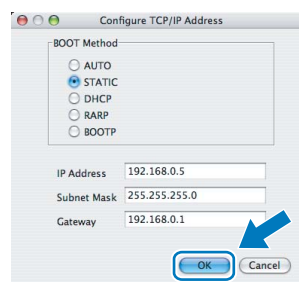 Configure TCP/IP Address
BOOT Method
AUTO
STATIC
DHCP
RARP
BOOTP
IP Address 192.168.0.5
Subnet Mask 255.255.255.0
Gateway 192.168.0.1
OK Cancel